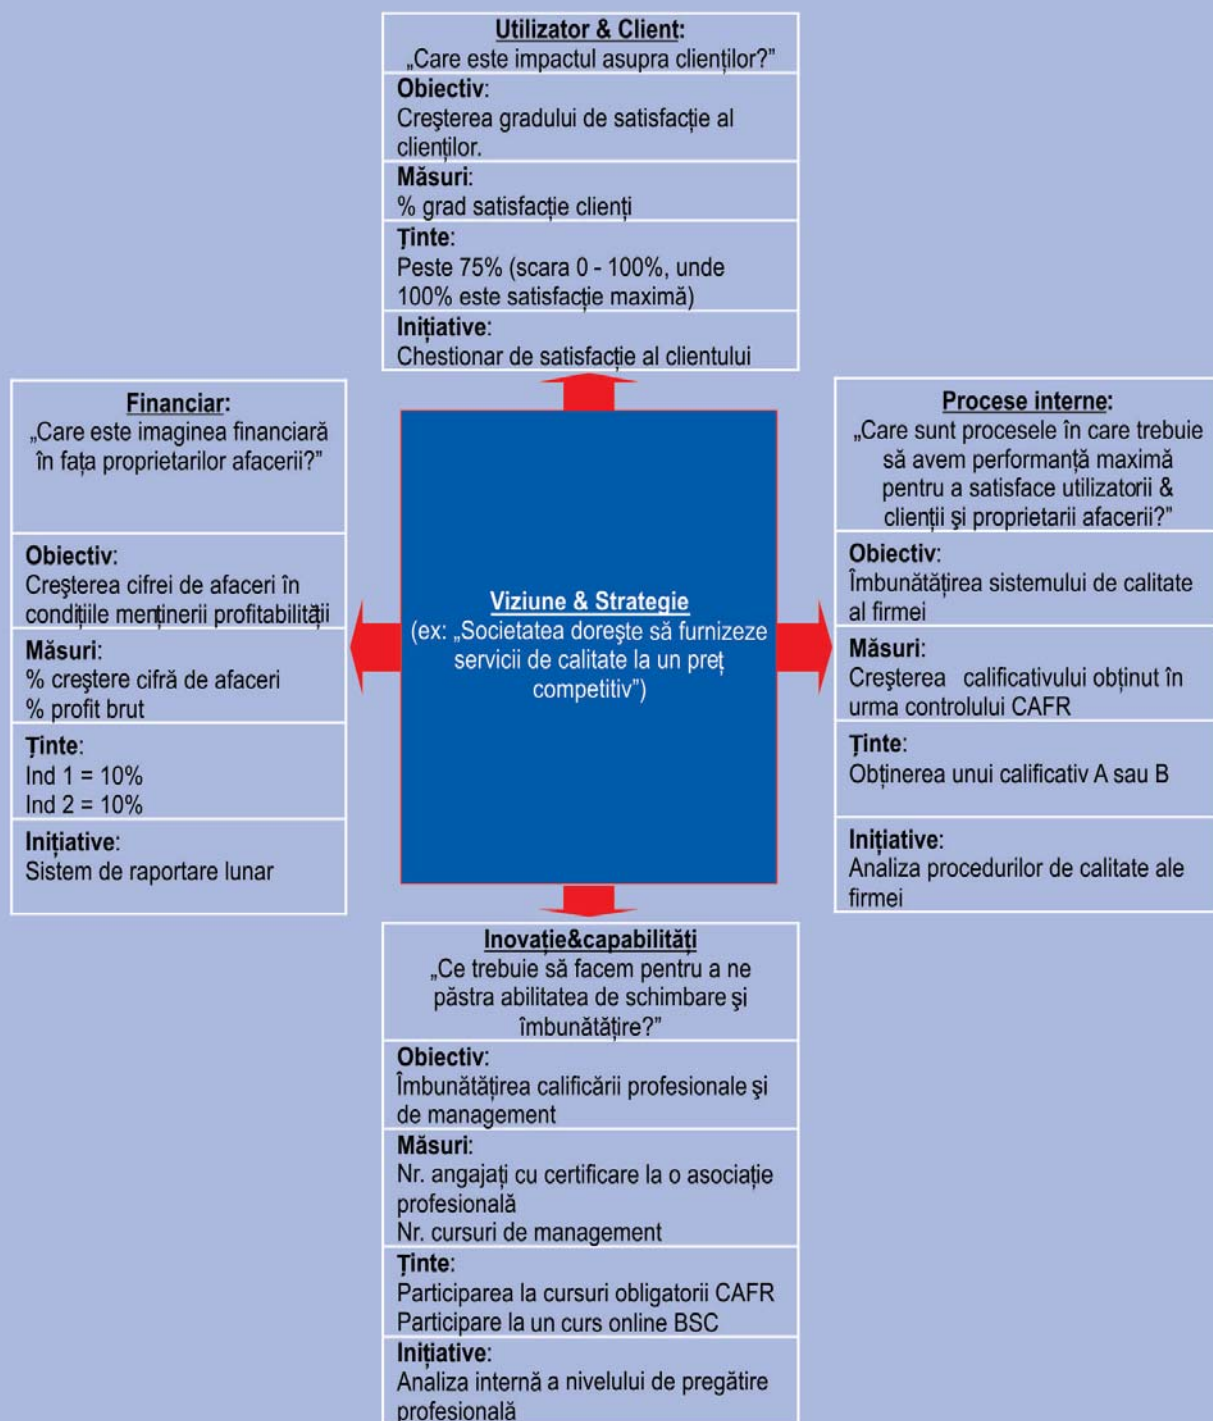 Utilizator & Client:
„Care este impactul asupra clienților?”
Obiectiv:
Creşterea gradului de satisfacție al
clienților.
Măsuri:
% grad satisfacție clienți
Ținte:
Peste 75% (scara 0 - 100%, unde
100% este satisfacție maximă)
Inițiative:
Chestionar de satisfacție al clientului
Financiar:
„Care este imaginea financiară
în fața proprietarilor afacerii?”
Obiectiv:
Creşterea cifrei de afaceri în
condițiile menținerii profitabilității
Măsuri:
% creştere cifră de afaceri
% profit brut
Ținte:
Ind 1 = 10%
Ind 2 = 10%
Inițiative:
Sistem de raportare lunar
Viziune & Strategie
(ex: „Societatea doreşte să furnizeze
servicii de calitate la un preț
competitiv”)
Procese interne:
„Care sunt procesele în care trebuie
să avem performanță maximă
pentru a satisface utilizatorii &
clienții şi proprietarii afacerii?”
Obiectiv:
Îmbunătățirea sistemului de calitate
al firmei
Măsuri:
Creşterea calificativului obținut în
urma controlului CAFR
Ținte:
Obținerea unui calificativ A sau B
Inițiative:
Analiza procedurilor de calitate ale
firmei
Inovație&capabilități
„Ce trebuie să facem pentru a ne
păstra abilitatea de schimbare şi
îmbunătățire?”
Obiectiv:
Îmbunătățirea calificării profesionale şi
de management
Măsuri:
Nr. angajați cu certificare la o asociație
profesională
Nr. cursuri de management
Ținte:
Participarea la cursuri obligatorii CAFR
Participare la un curs online BSC
Inițiative:
Analiza internă a nivelului de pregătire
profesională